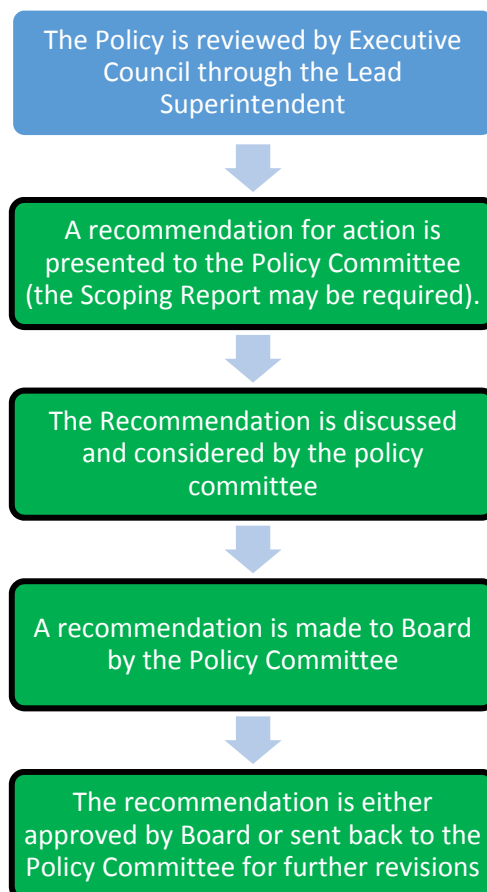 The Policy is reviewed by Executive
Council through the Lead
Superintendent
A recommendation for action is
presented to the Policy Committee
(the Scoping Report may be required).
The Recommendation is discussed
and considered by the policy
committee
A recommendation is made to Board
by the Policy Committee
The recommendation is either
approved by Board or sent back to the
Policy Committee for further revisions